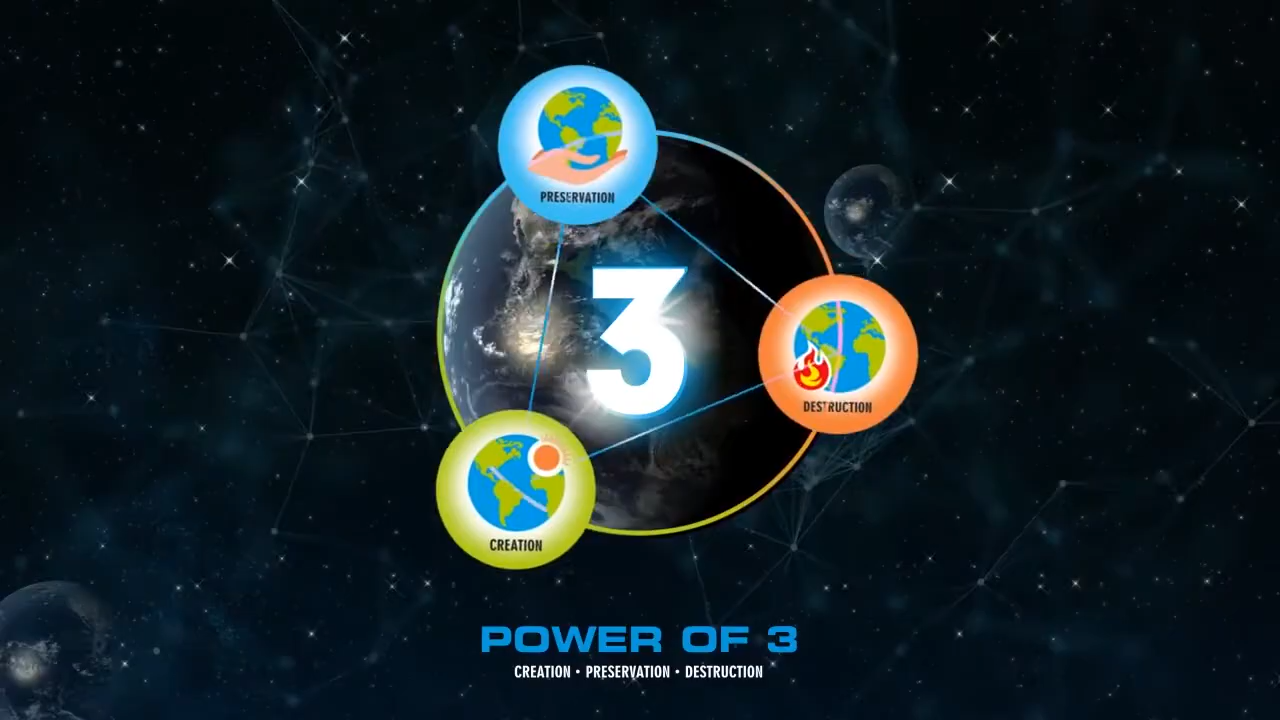 PRESERVATION
3
DESTRUCTION
CREATION
POWER OF 3
CREATION • PRESERVATION • DESTRUCTION